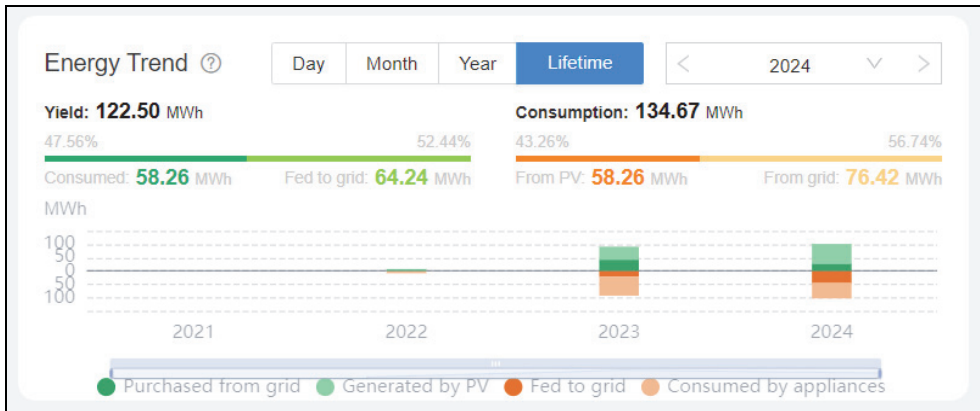 Energy Trend ? Day Month Year Lifetime < 2024 >
Yield: 122.50 MWh Consumption: 134.67 MWh
47.56% 52.44% 43.26% 56.74%
Consumed: 58.26 MWh Fed to grid: 64.24 MWh From PV: 58.26 MWh From grid: 76.42 MWh
MWh
100
50
0
50
100
2021 2022 2023 2024
Purchased from grid Generated by PV Fed to grid Consumed by appliances